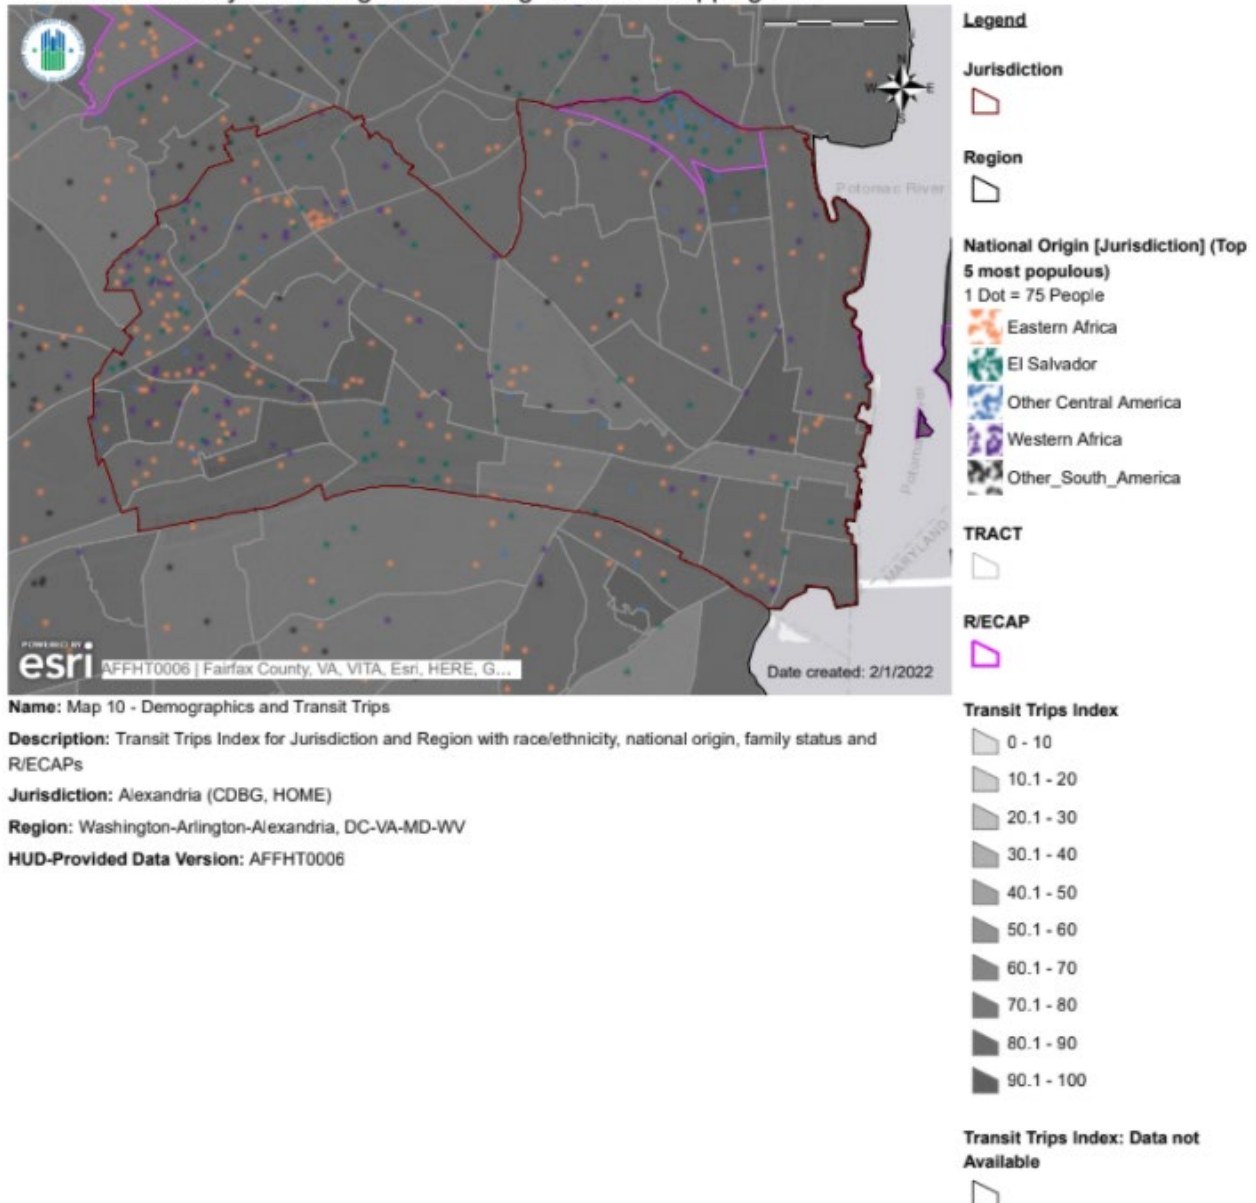 N
W
E
S
Potomac River
MARYLAND
POWERED BY
esri
AFFHT0006 | Fairfax County, VA, VITA, Esri, HERE, G...
Date created: 2/1/2022
Name: Map 10 - Demographics and Transit Trips
Description: Transit Trips Index for Jurisdiction and Region with race/ethnicity, national origin, family status and
R/ECAPs
Jurisdiction: Alexandria (CDBG, HOME)
Region: Washington-Arlington-Alexandria, DC-VA-MD-WV
HUD-Provided Data Version: AFFHT0006
Legend
Jurisdiction
Region
National Origin [Jurisdiction] (Top
5 most populous)
1 Dot = 75 People
Eastern Africa
El Salvador
Other Central America
Western Africa
Other_South_America
TRACT
R/ECAP
Transit Trips Index
0 - 10
10.1 - 20
20.1 - 30
30.1 - 40
40.1 - 50
50.1 - 60
60.1 - 70
70.1 - 80
80.1 - 90
90.1 - 100
Transit Trips Index: Data not
Available